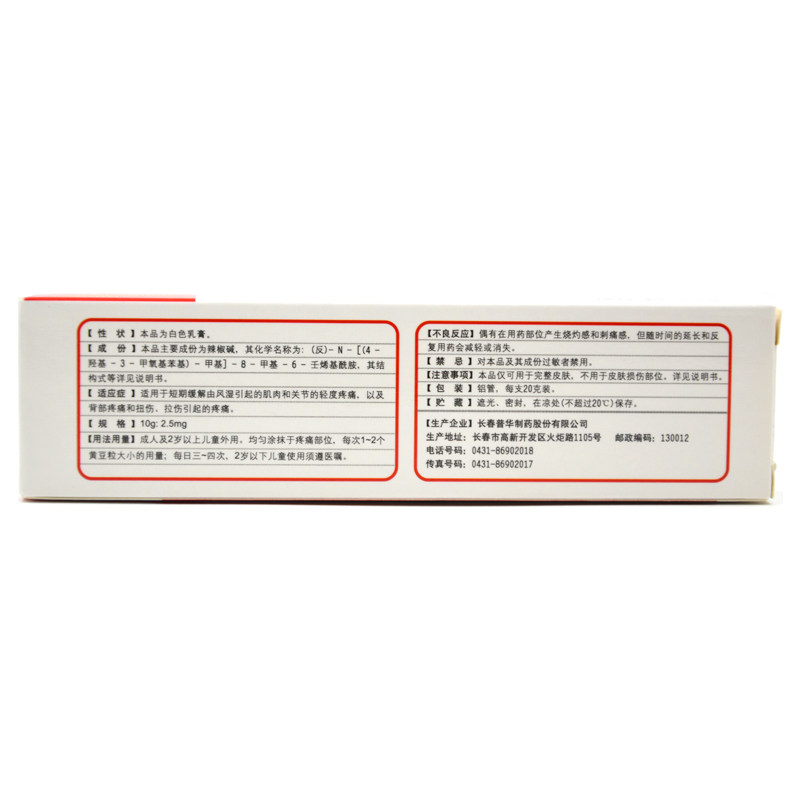 【性 状】本品为白色乳膏。
【成 份】本品主要成份为辣椒碱，其化学名称为：(反)- N - [(4 -
羟基 - 3 - 甲氧基苯基) - 甲基] - 8 - 甲基 - 6 - 壬烯基酰胺，其结
构式等详见说明书。
【适应症】适用于短期缓解由风湿引起的肌肉和关节的轻度疼痛，以及
背部疼痛和扭伤、拉伤引起的疼痛。
【规 格】10g: 2.5mg
【用法用量】成人及2岁以上儿童外用，均匀涂抹于疼痛部位，每次1~2个
黄豆粒大小的用量；每日三~四次，2岁以下儿童使用须遵医嘱。
【不良反应】偶有在用药部位产生烧灼感和刺痛感，但随时间的延长和反
复用药会减轻或消失。
【禁 忌】对本品及其成份过敏者禁用。
【注意事项】本品仅可用于完整皮肤，不用于皮肤损伤部位。详见说明书。
【包 装】铝管，每支20克装。
【贮 藏】遮光、密封，在凉处(不超过20℃)保存。
【生产企业】长春普华制药股份有限公司
生产地址：长春市高新开发区火炬路1105号 邮政编码：130012
电话号码：0431-86902018
传真号码：0431-86902017